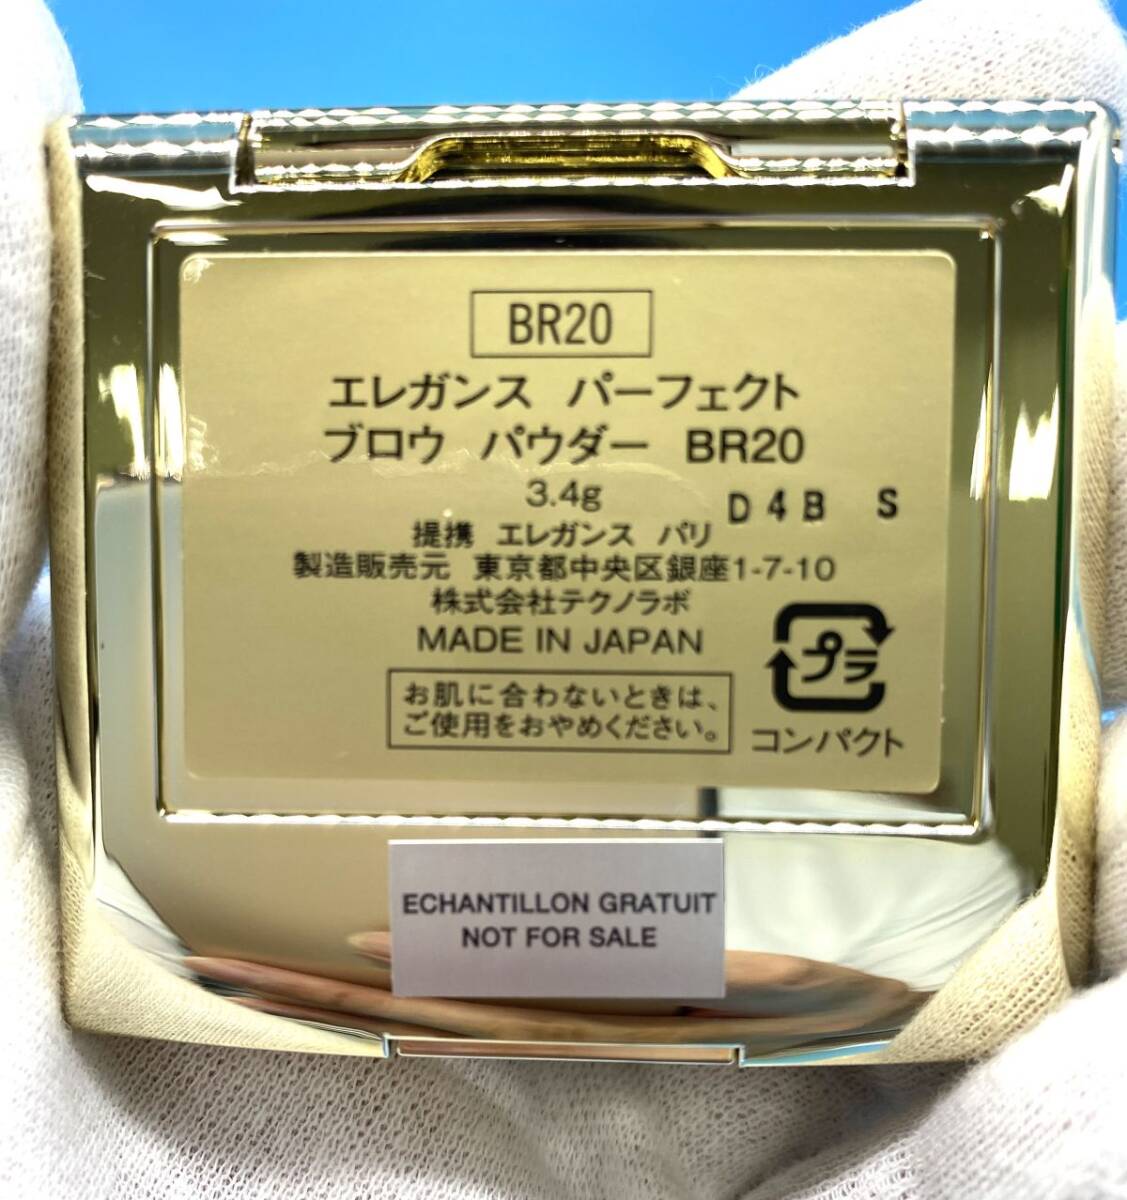 BR20
エレガンス パーフェクト
ブロウ パウダー BR20
3.4g
D4B S
提携 エレガンス パリ
製造販売元 東京都中央区銀座1-7-10
株式会社テクノラボ
MADE IN JAPAN
お肌に合わないときは、
ご使用をおやめください。
プラ
コンパクト
ECHANTILLON GRATUIT
NOT FOR SALE